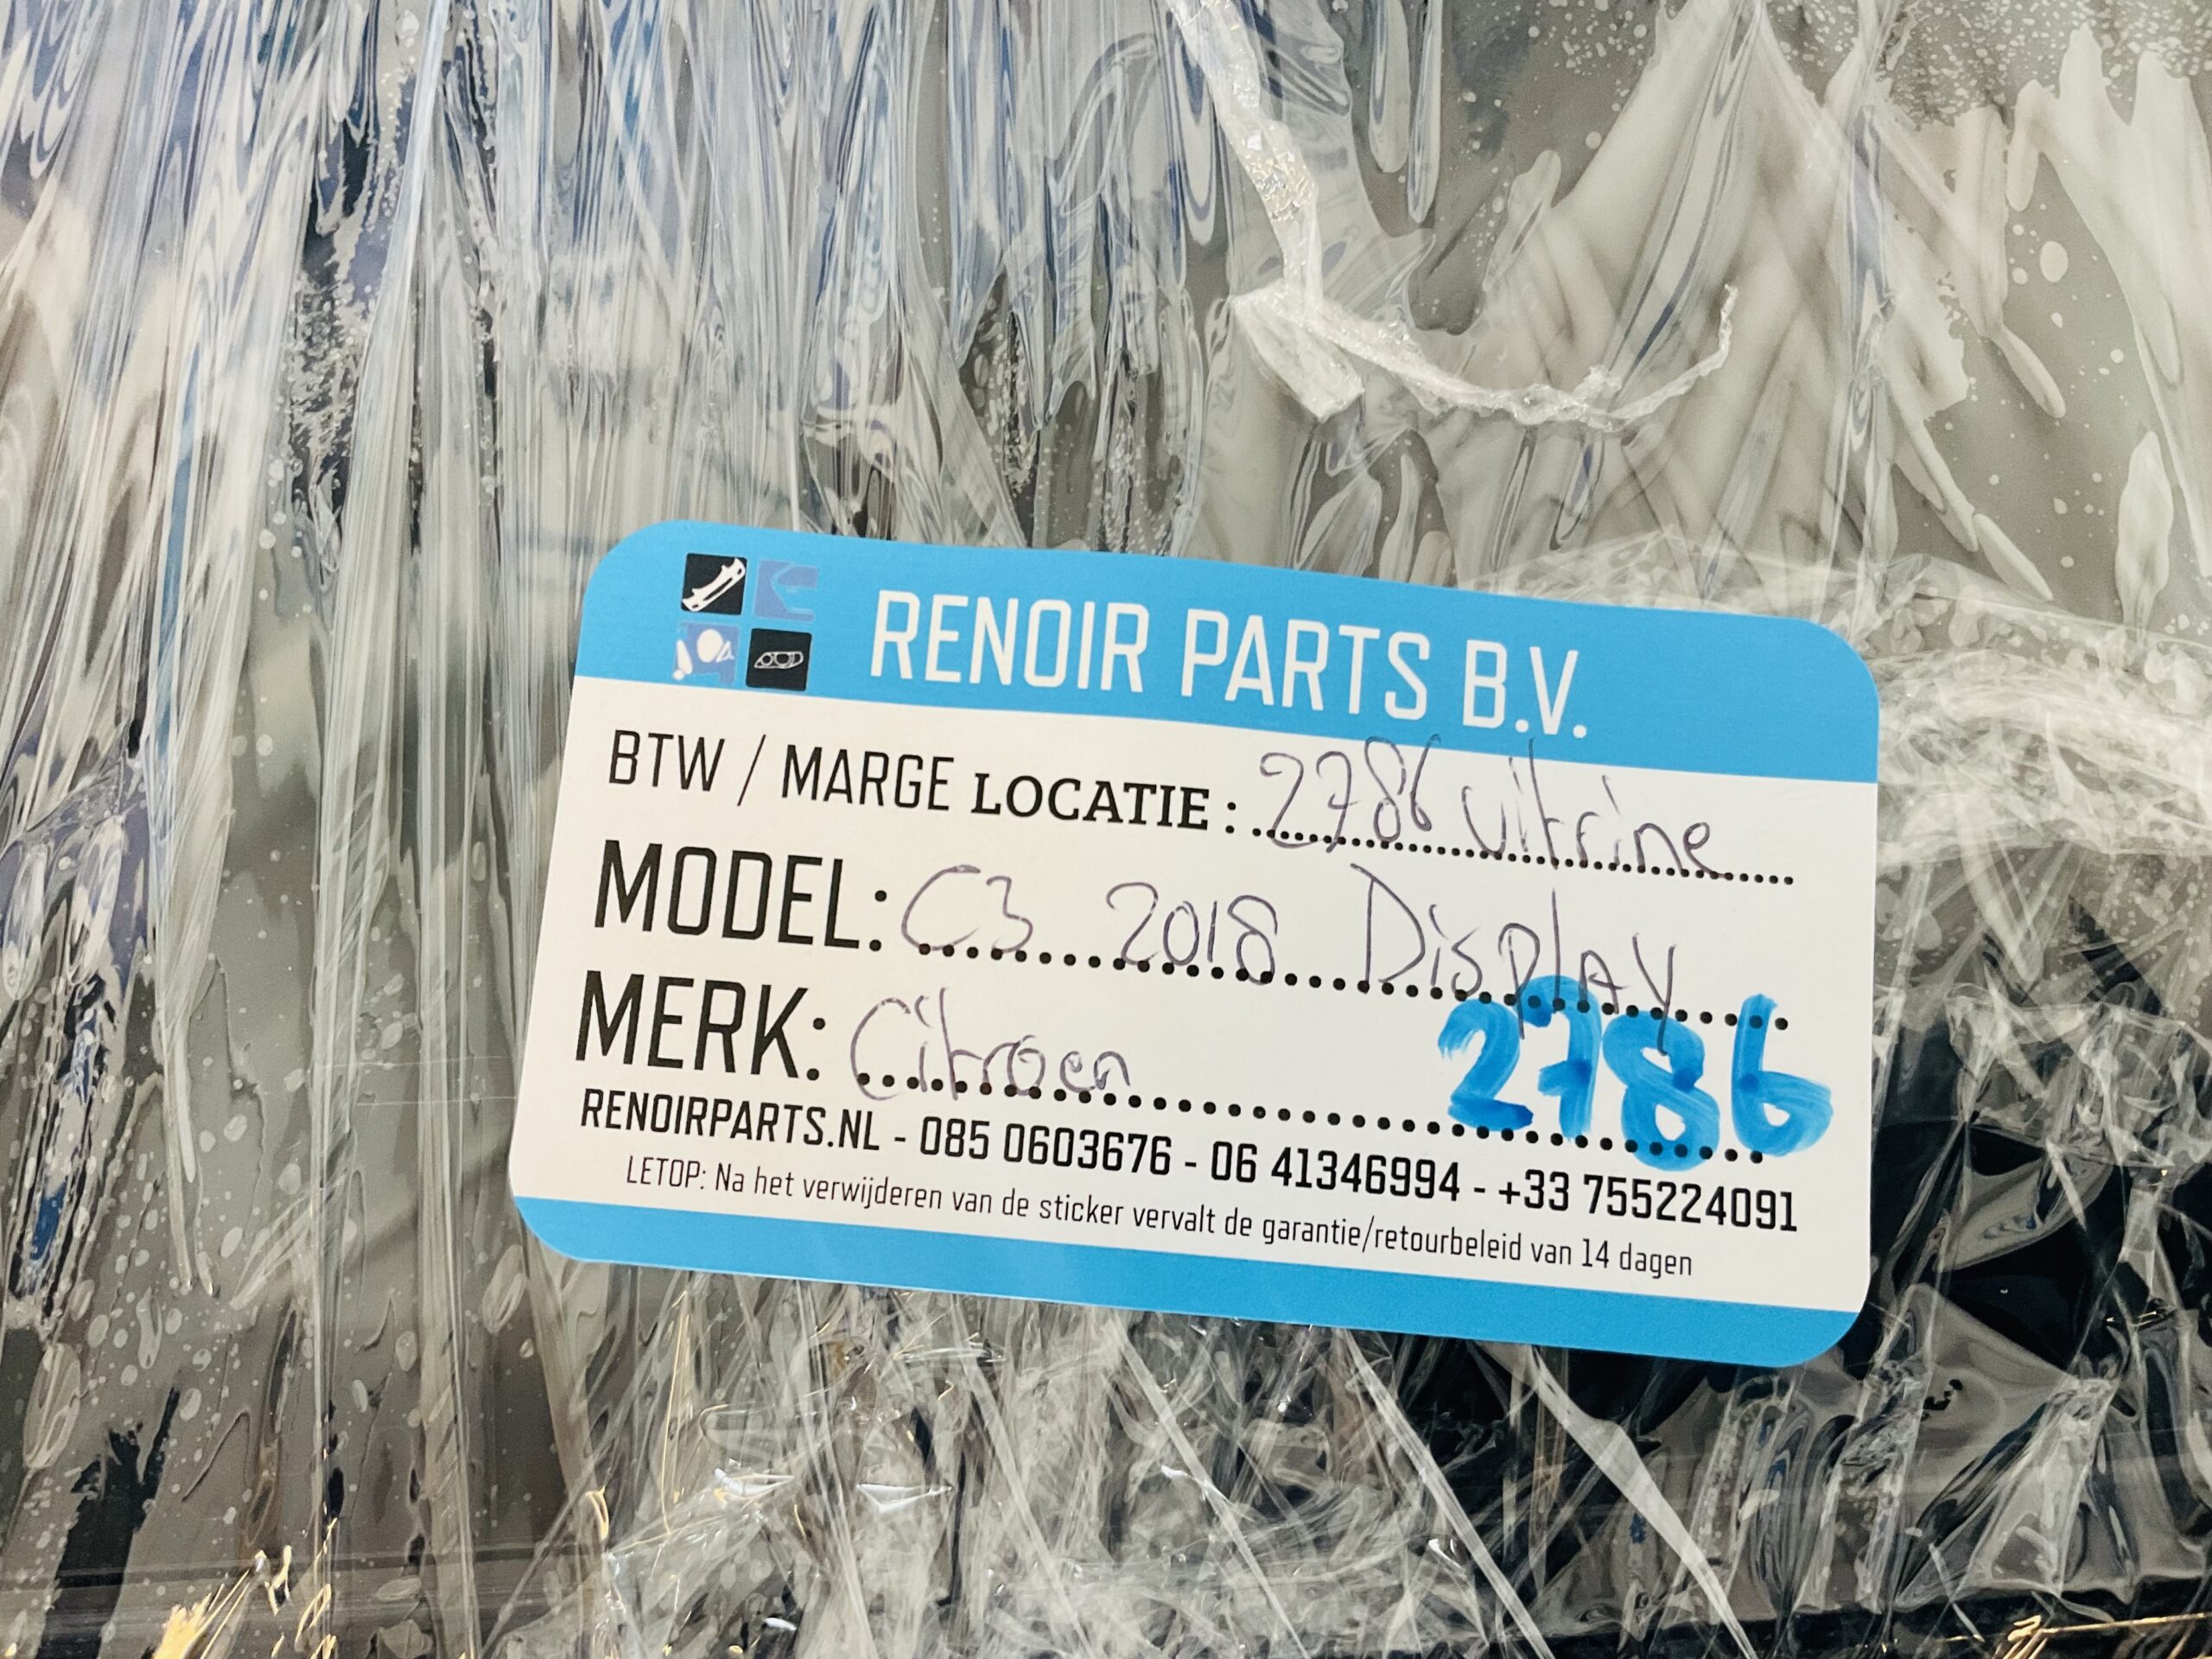 RENOIR PARTS B.V.
BTW / MARGE LOCATIE : 2786 vitrine
MODEL: C3 2018 Display
MERK: Citroen 2786
RENOIRPARTS.NL - 085 0603676 - 06 41346994 - +33 755224091
LETOP: Na het verwijderen van de sticker vervalt de garantie/retourbeleid van 14 dagen